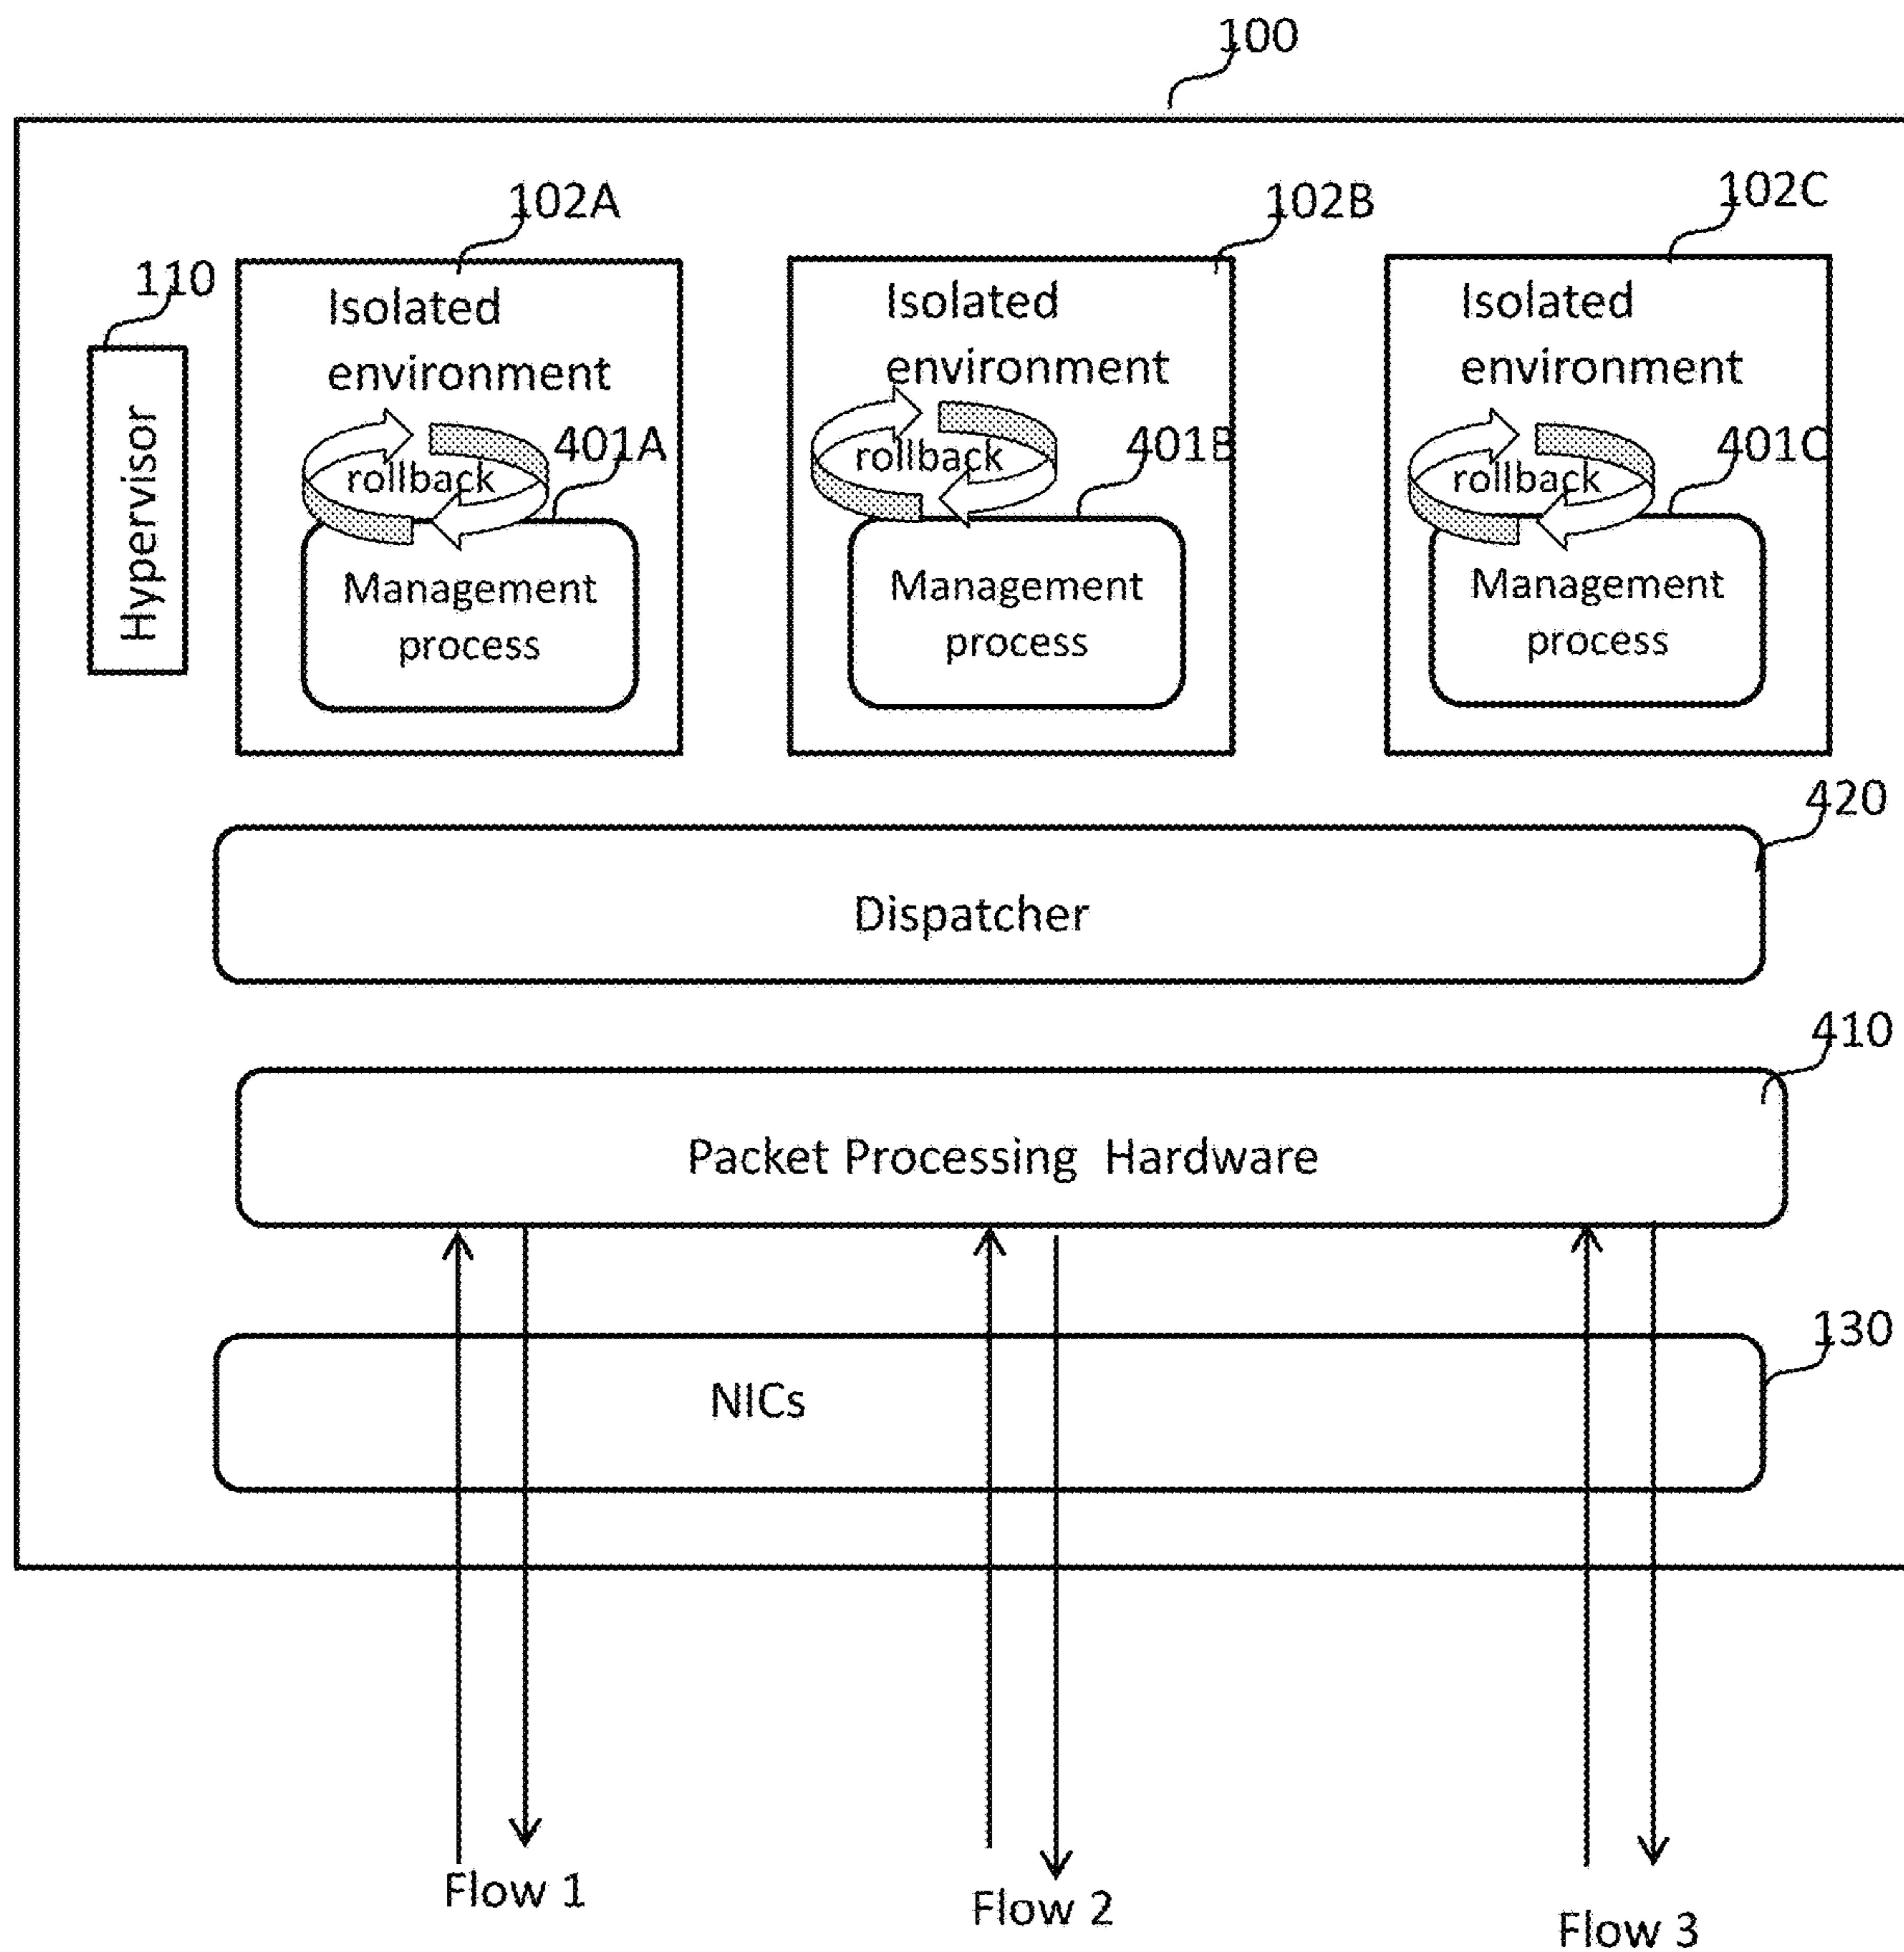 100
102A
102B
102C
110
Hypervisor
Isolated
environment
rollback
401A
Management
process
Isolated
environment
rollback
401B
Management
process
Isolated
environment
rollback
401C
Management
process
420
Dispatcher
410
Packet Processing Hardware
130
NICs
Flow 1
Flow 2
Flow 3